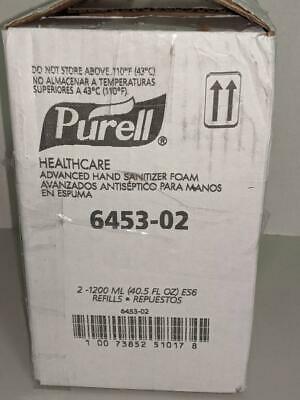 DO NOT STORE ABOVE 110°F (43°C)
NO ALMACENAR A TEMPERATURAS
SUPERIORES A 43°C (110°F)
PURELL®
HEALTHCARE
ADVANCED HAND SANITIZER FOAM
AVANZADOS ANTISÉPTICO PARA MANOS
EN ESPUMA
6453-02
2 -1200 ML (40.5 FL OZ) ES6
REFILLS • REPUESTOS
6453-02
1 00 73852 51017 8